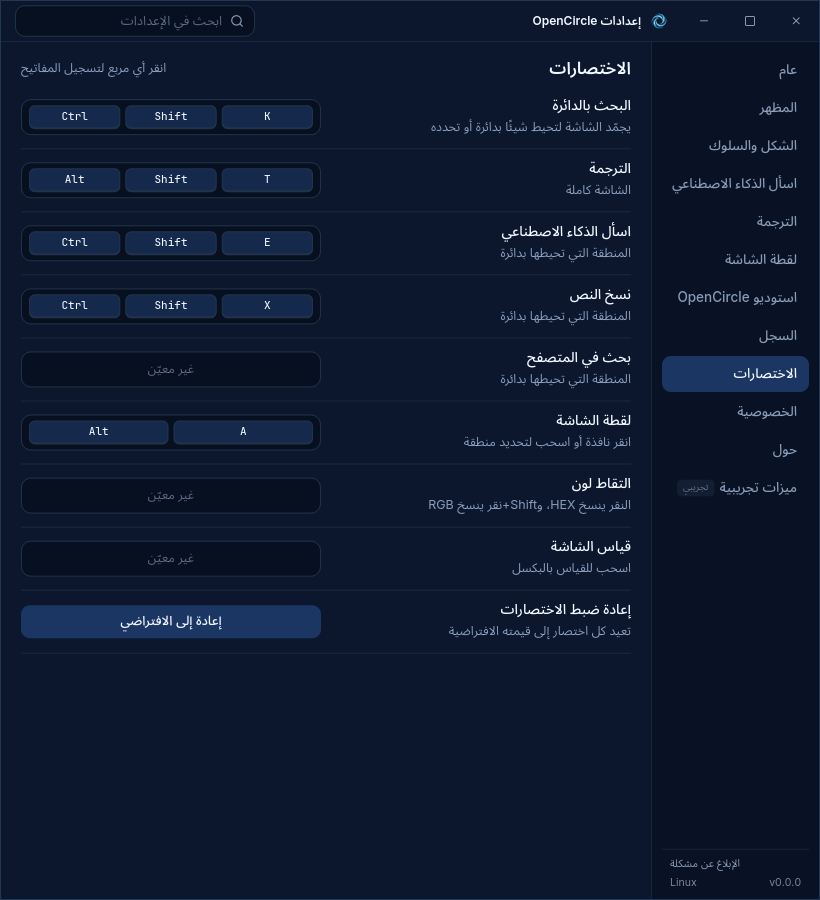 إعدادات OpenCircle
ابحث في الإعدادات
عام
المظهر
الشكل والسلوك
اسأل الذكاء الاصطناعي
الترجمة
لقطة الشاشة
استوديو OpenCircle
السجل
الاختصارات
الخصوصية
حول
ميزات تجريبية تجريبي
الإبلاغ عن مشكلة
v0.0.0 Linux
الاختصارات
انقر أي مربع لتسجيل المفاتيح
البحث بالدائرة
يجمّد الشاشة لتحيط شيئًا بدائرة أو تحدده
Ctrl Shift K
الترجمة
الشاشة كاملة
Alt Shift T
اسأل الذكاء الاصطناعي
المنطقة التي تحيطها بدائرة
Ctrl Shift E
نسخ النص
المنطقة التي تحيطها بدائرة
Ctrl Shift X
بحث في المتصفح
المنطقة التي تحيطها بدائرة
غير معيّن
لقطة الشاشة
انقر نافذة أو اسحب لتحديد منطقة
Alt A
التقاط لون
النقر ينسخ HEX، وShift+نقر ينسخ RGB
غير معيّن
قياس الشاشة
اسحب للقياس بالبكسل
غير معيّن
إعادة ضبط الاختصارات
تعيد كل اختصار إلى قيمته الافتراضية
إعادة إلى الافتراضي